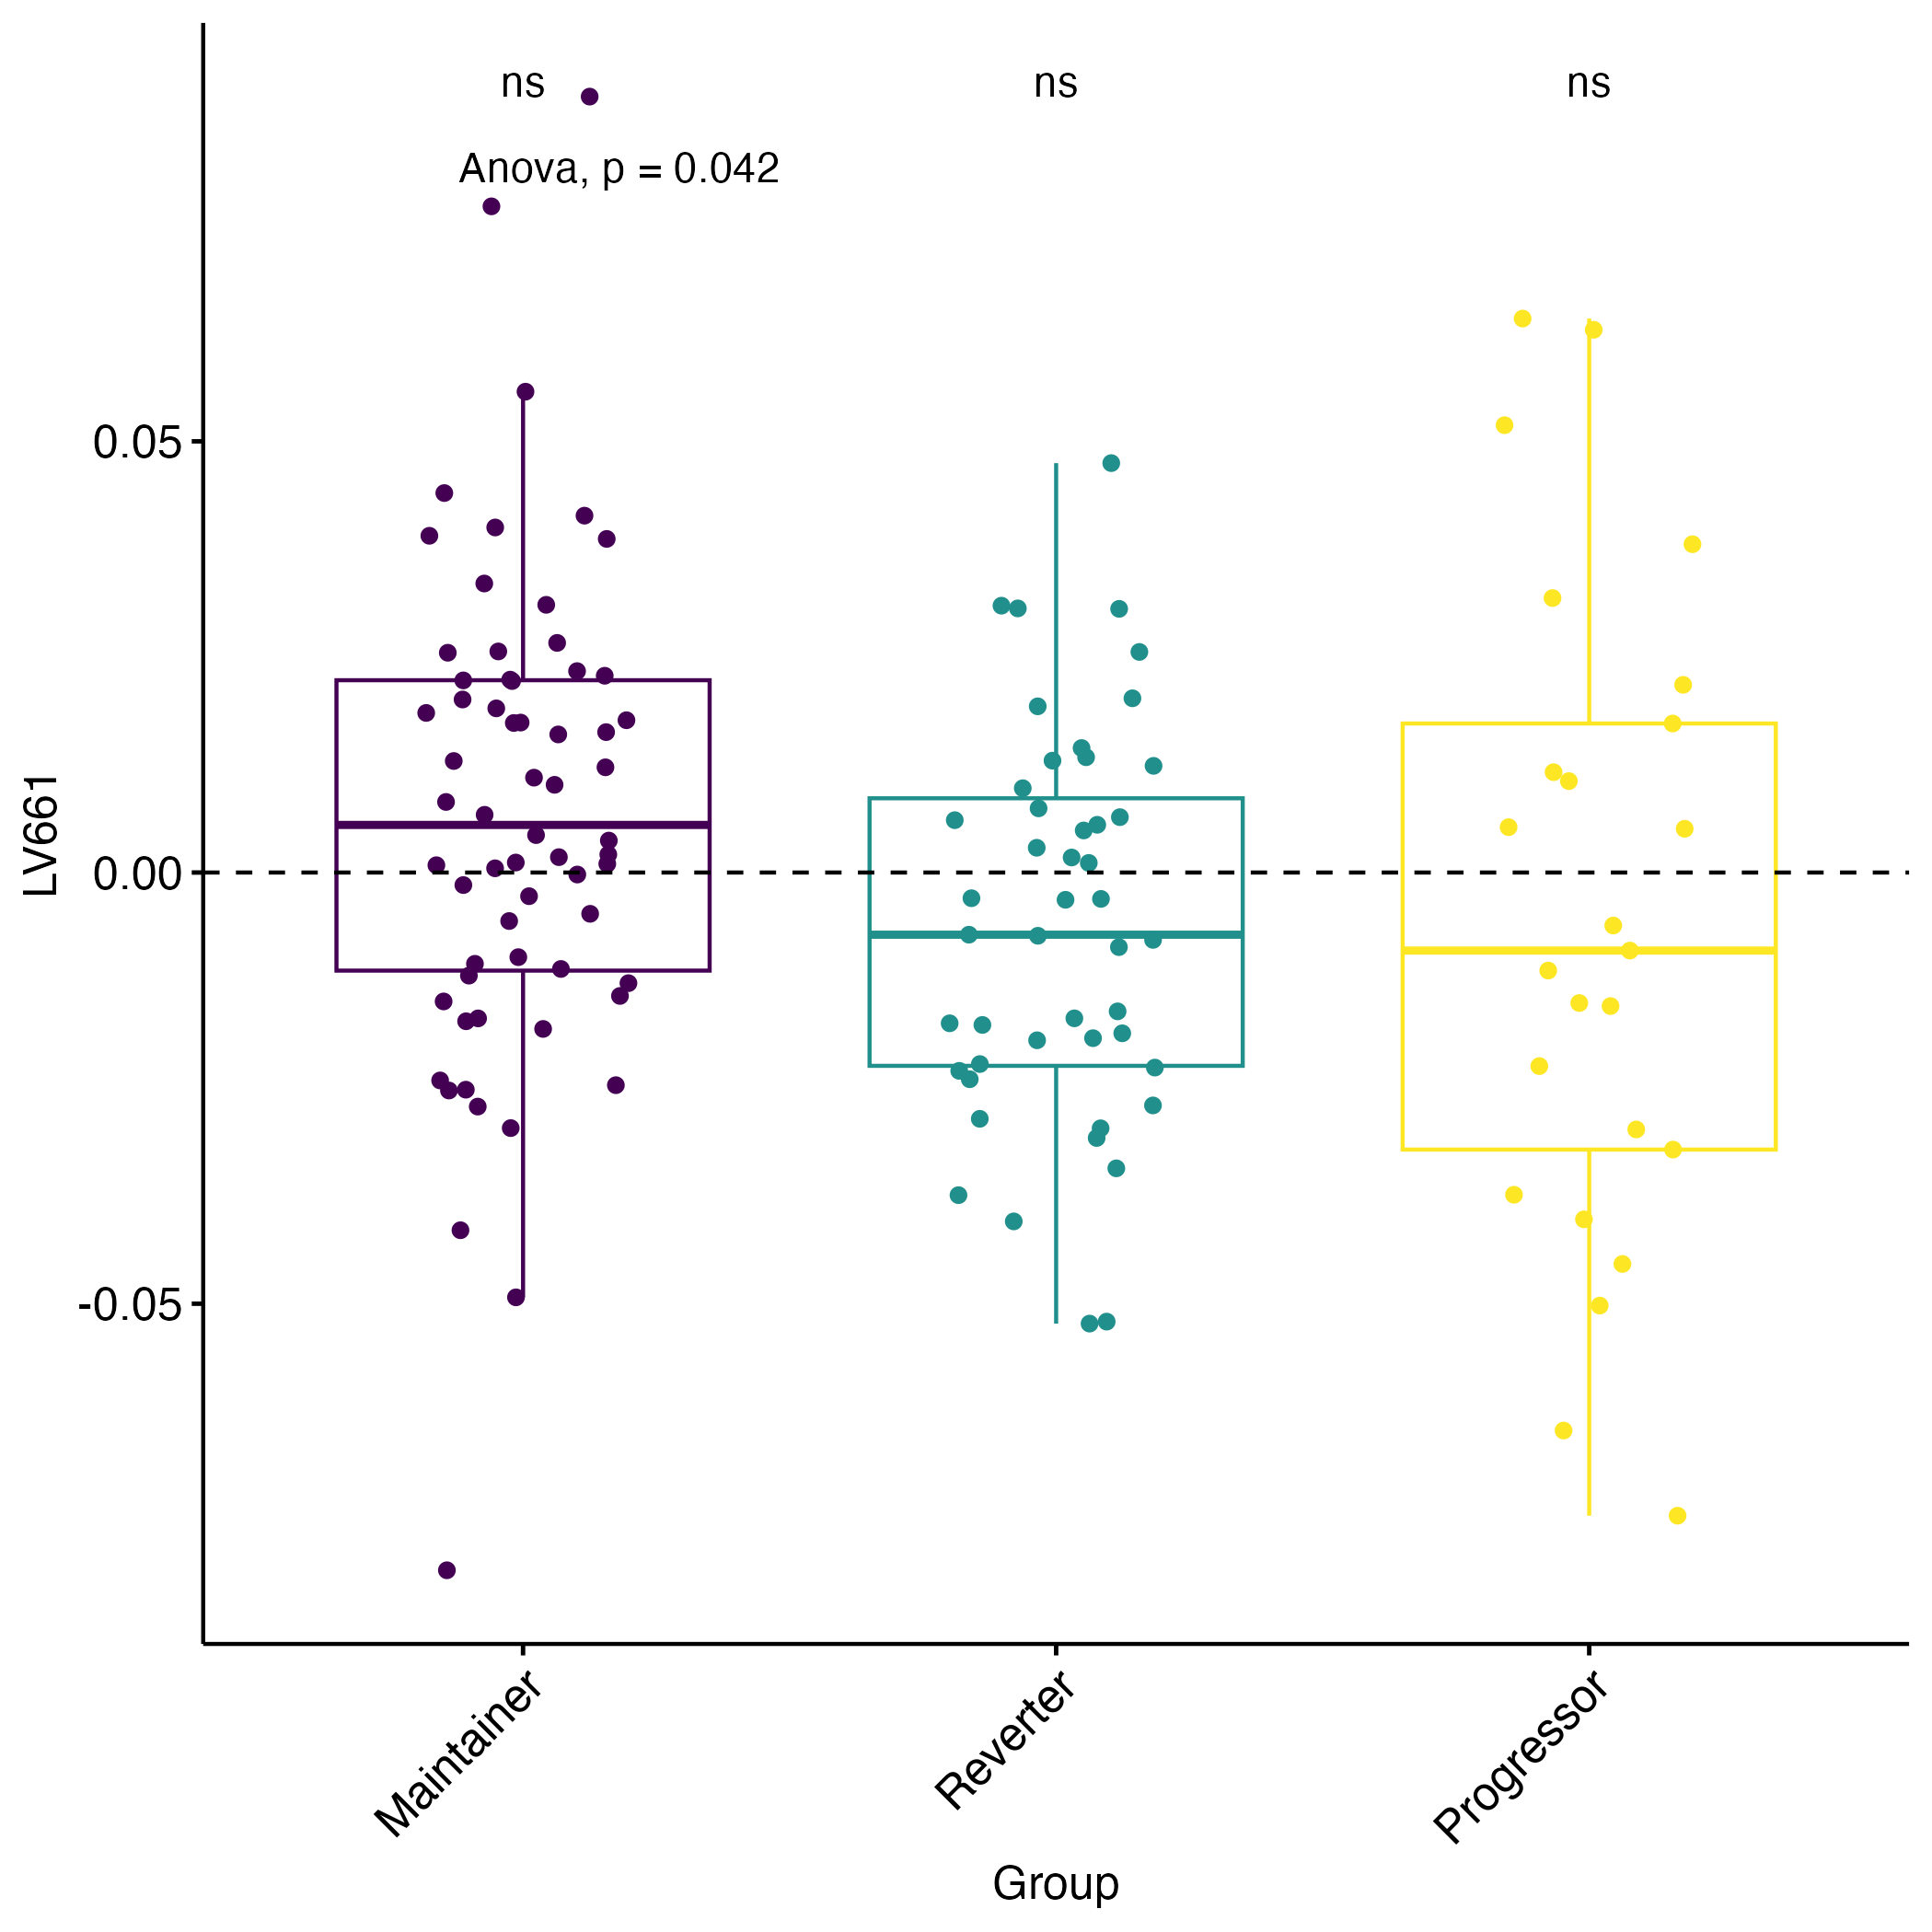 ns
ns
ns
Anova, p = 0.042
LV661
0.05
0.00
-0.05
Maintainer
Reverter
Progressor
Group